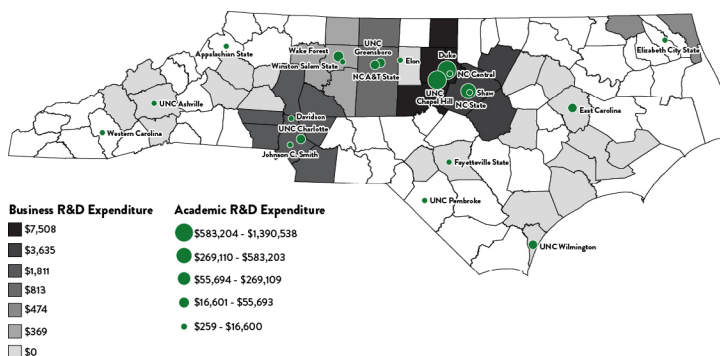 Appalachian State
Wake Forest
Winston Salem State
UNC
Greensboro
NC A&T State
Elon
Duke
NC Central
UNC
Chapel Hill
Shaw
NC State
Elizabeth City State
UNC Ashville
Western Carolina
Davidson
UNC Charlotte
Johnson C. Smith
East Carolina
Fayetteville State
UNC Pembroke
UNC Wilmington
Business R&D Expenditure
$7,508
$3,635
$1,811
$813
$474
$369
$0
Academic R&D Expenditure
$583,204 - $1,390,538
$269,110 - $583,203
$55,694 - $269,109
$16,601 - $55,693
$259 - $16,600